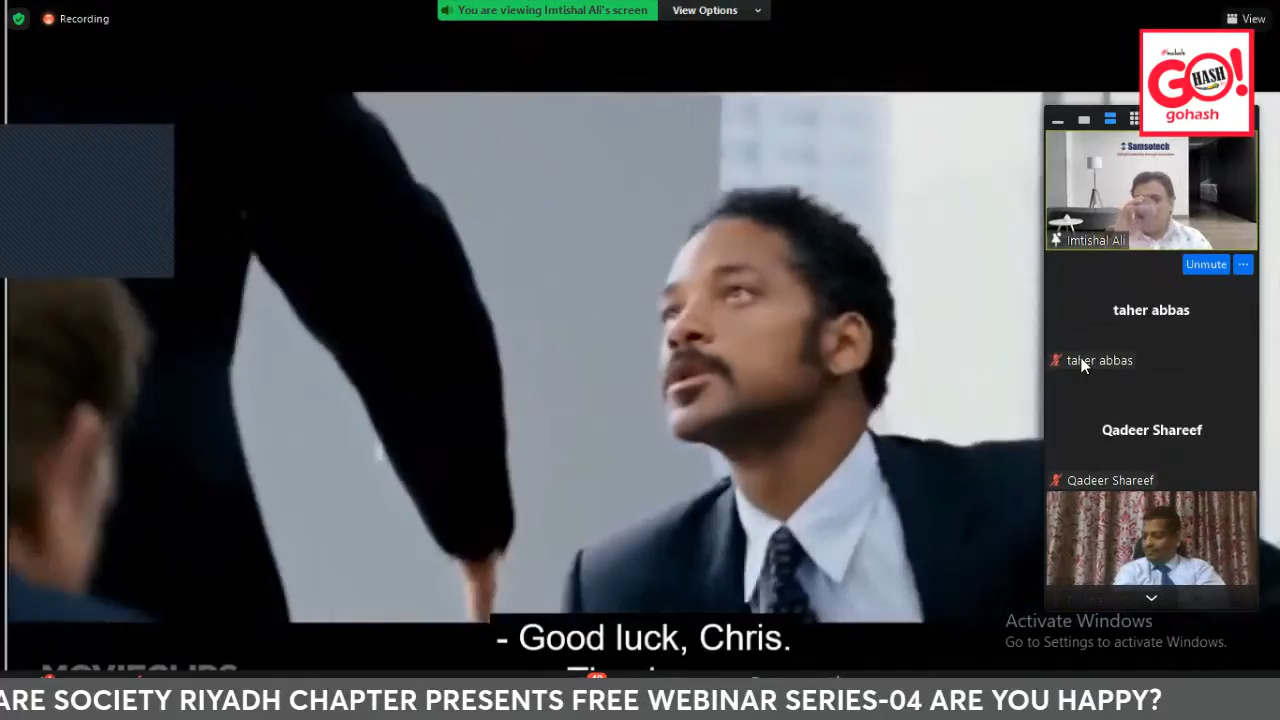 Recording
You are viewing Imtishal Ali's screen
View Options
View
GO!
HASH
gohash
Samsotech
Imtishal Ali
Unmute
taher abbas
taher abbas
Qadeer Shareef
Qadeer Shareef
- Good luck, Chris.
Activate Windows
Go to Settings to activate Windows.
MOVIECLIPS
ARE SOCIETY RIYADH CHAPTER PRESENTS FREE WEBINAR SERIES-04 ARE YOU HAPPY?